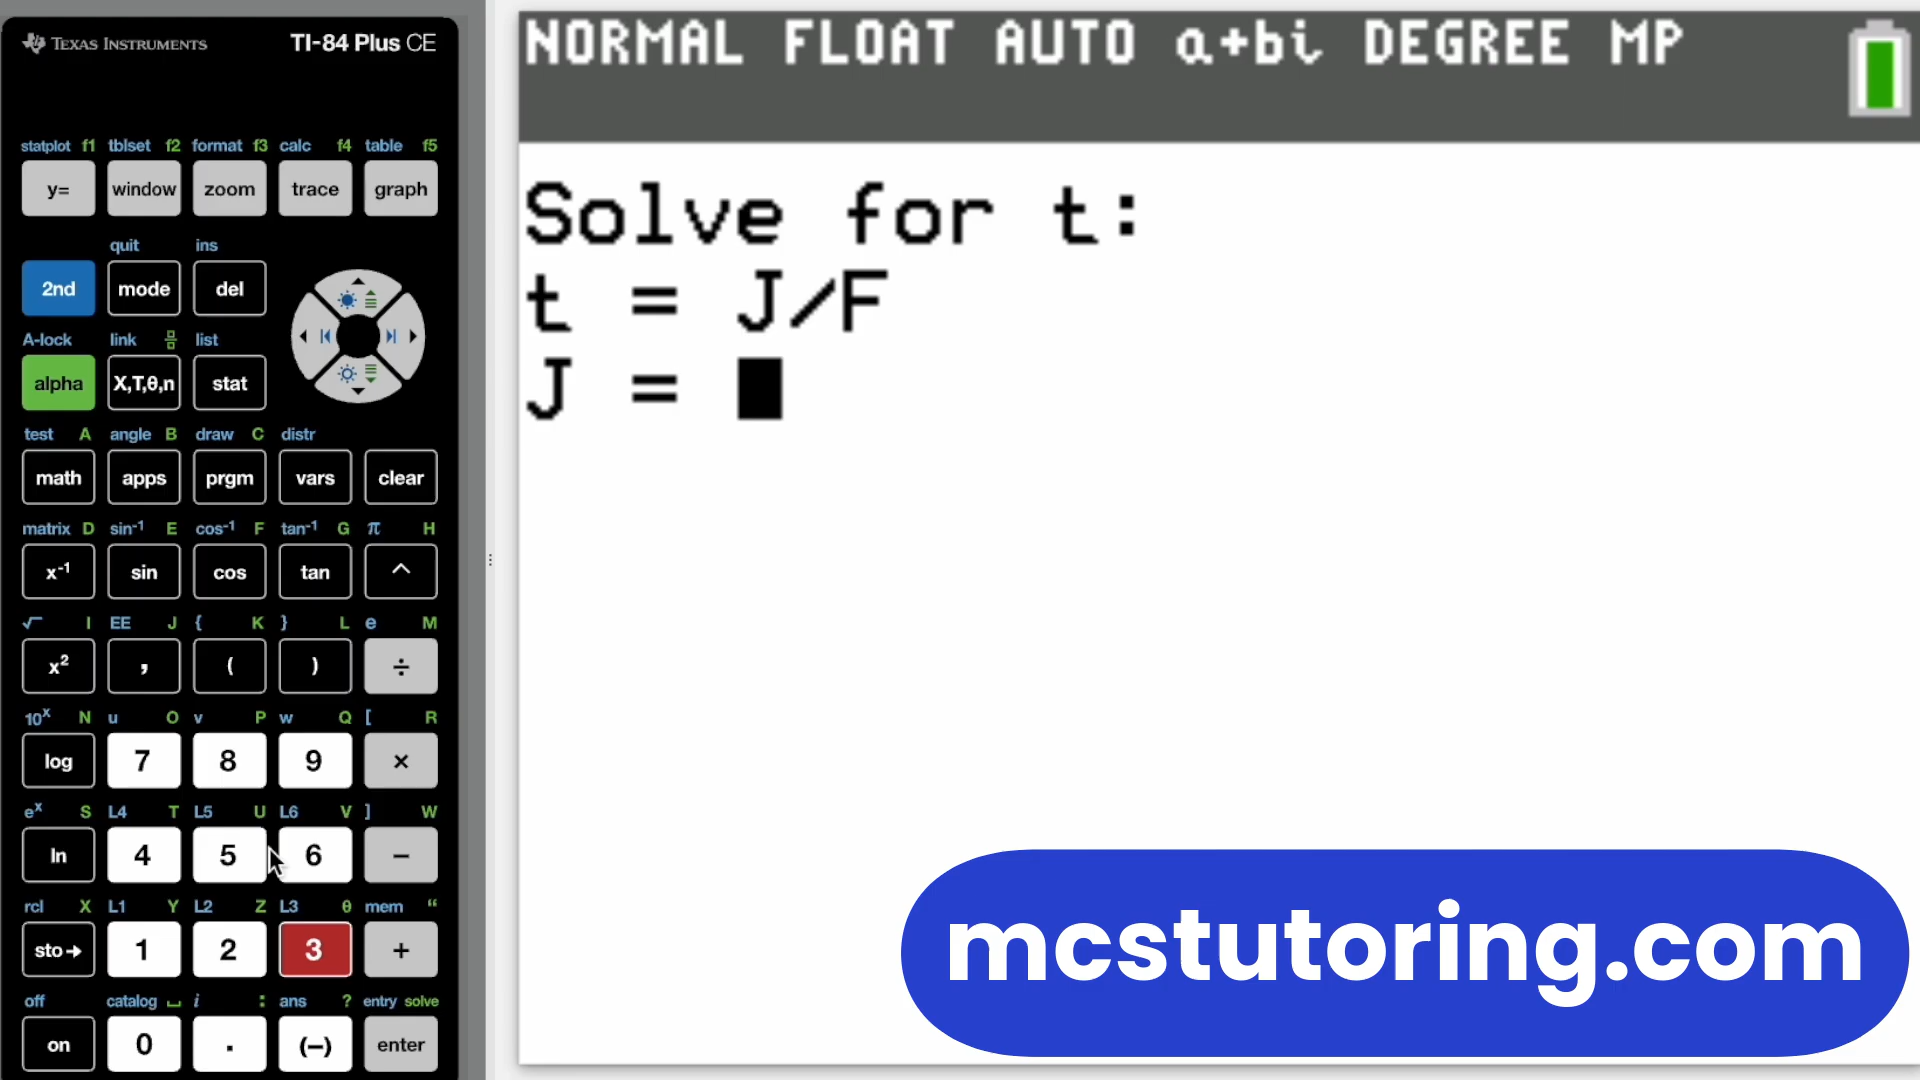 TEXAS INSTRUMENTS TI-84 Plus CE
statplot f1 tblset f2 format f3 calc f4 table f5
y= window zoom trace graph
quit ins
2nd mode del
A-lock link list
alpha X,T,θ,n stat
test A angle B draw C distr
math apps prgm vars clear
matrix D sin⁻¹ E cos⁻¹ F tan⁻¹ G π H
x⁻¹ sin cos tan ^
√ I EE J { K } L e M
x² , ( ) ÷
10ˣ N u O v P w Q [ R
log 7 8 9 ×
eˣ S L4 T L5 U L6 V ] W
ln 4 5 6 −
rcl X L1 Y L2 Z L3 θ mem “
sto→ 1 2 3 +
off catalog ⎵ i : ans ? entry solve
on 0 . (−) enter
NORMAL FLOAT AUTO a+bi DEGREE MP
Solve for t:
t = J/F
J =
mcstutoring.com